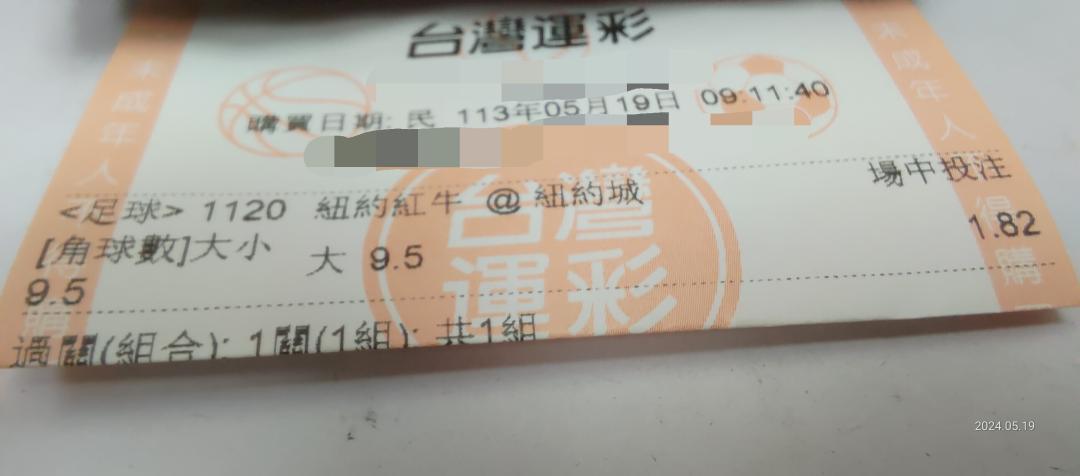 台灣運彩
購買日期: 民 113年05月19日 09:11:40
場中投注
<足球> 1120 紐約紅牛 @ 紐約城
[角球數]大小 大 9.5 1.82
9.5
過關(組合): 1關(1組); 共1組
未成年人
未成年人
得購
台灣
運彩
2024.05.19